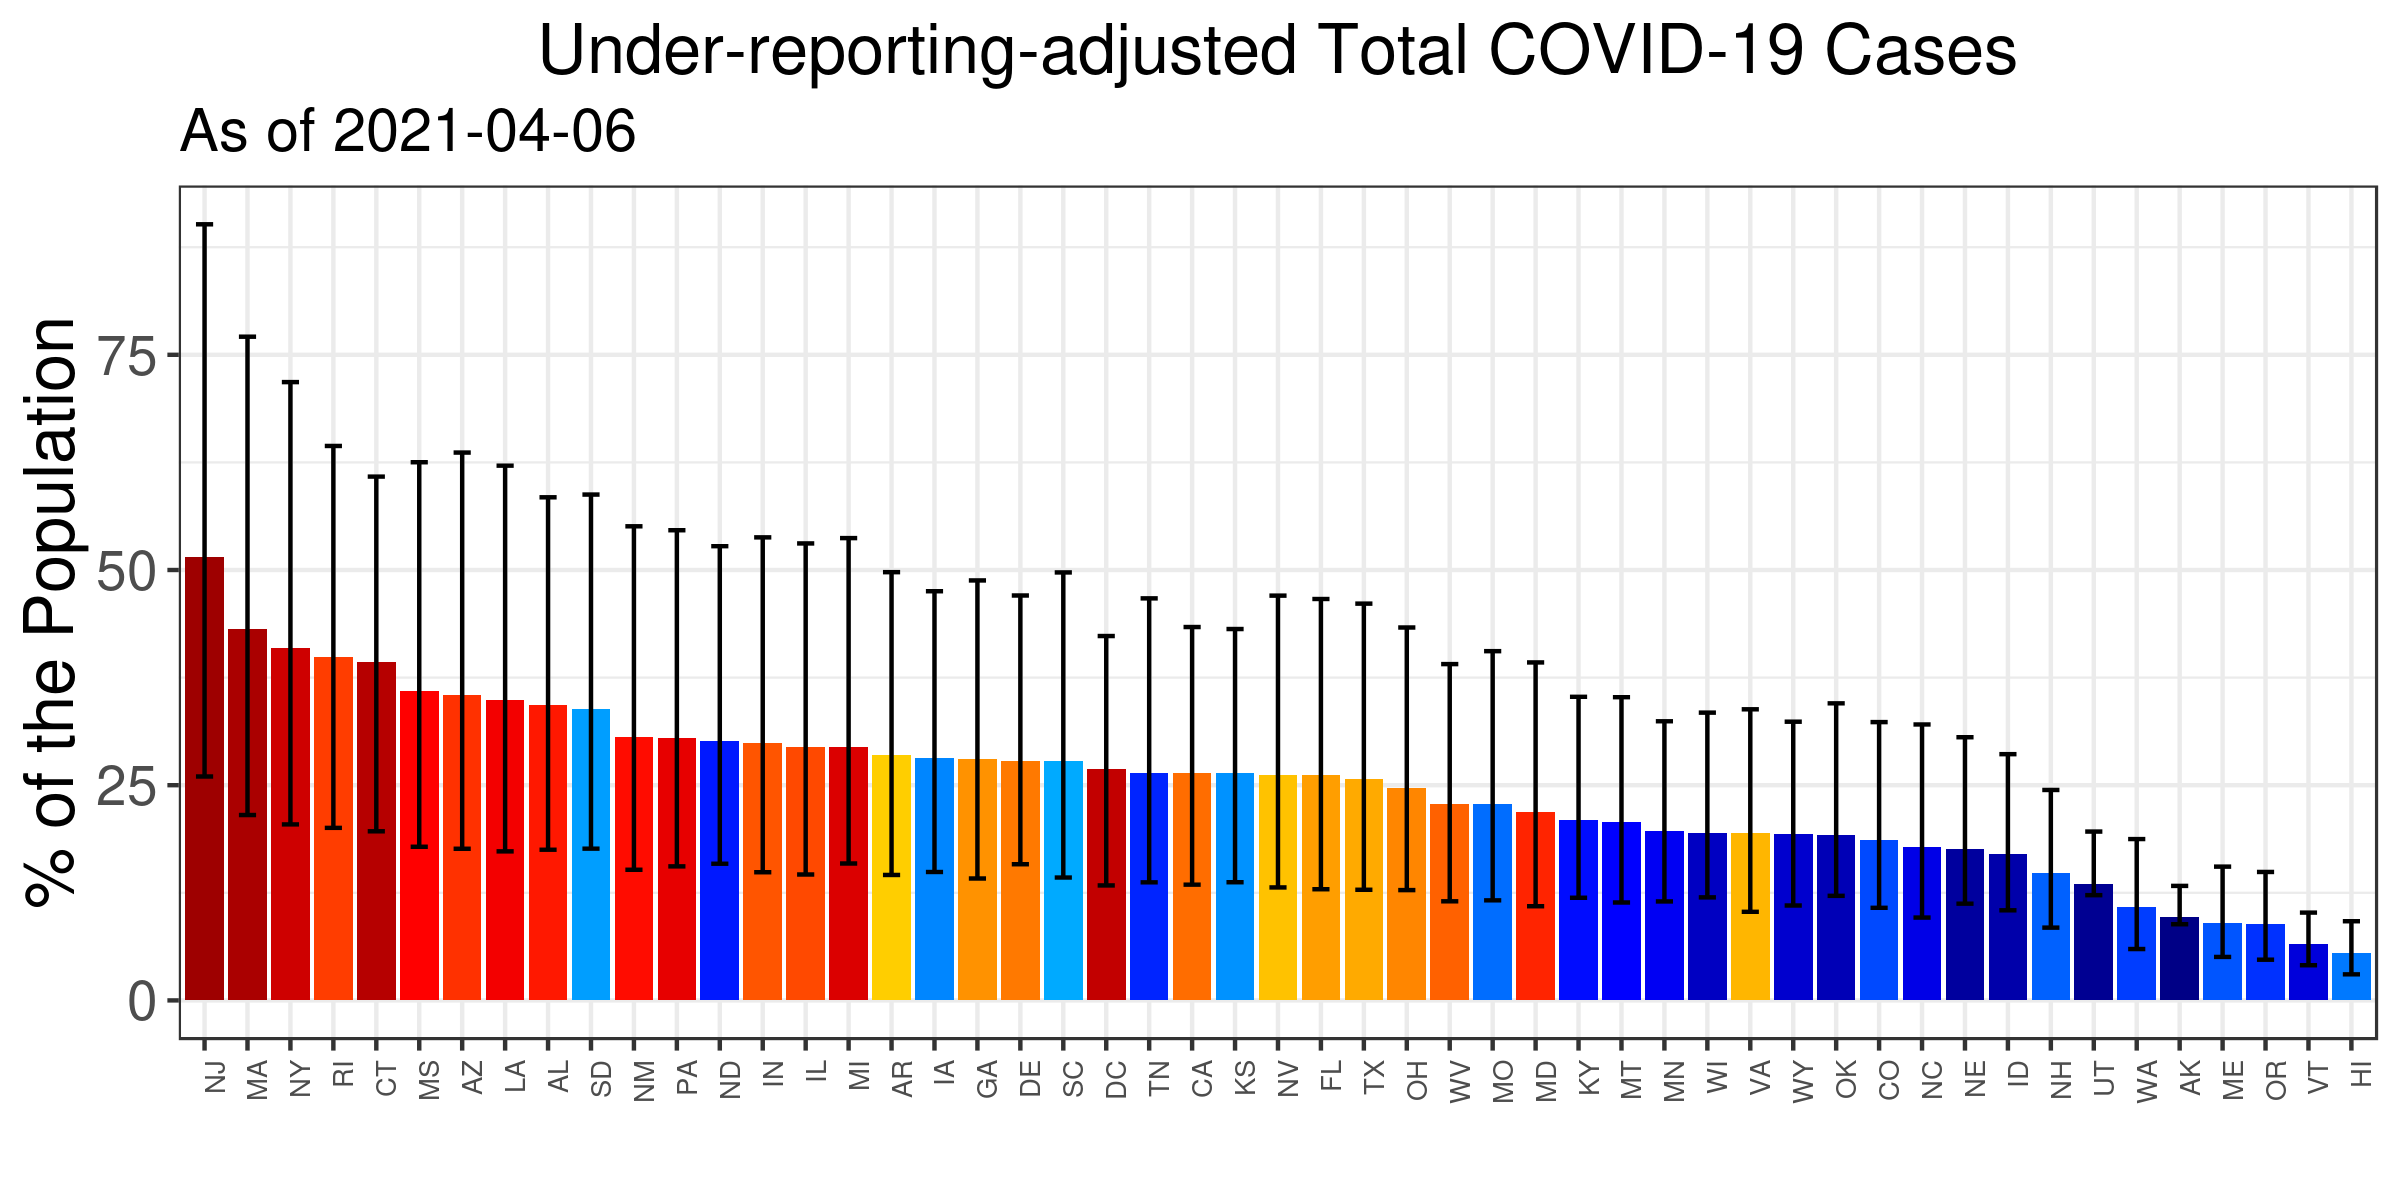 Under-reporting-adjusted Total COVID-19 Cases
As of 2021-04-06
% of the Population
75
50
25
0
NJ MA NY RI CT MS AZ LA AL SD NM PA ND IN IL MI AR IA GA DE SC DC TN CA KS NV FL TX OH WV MO MD KY MT MN WI VA WY OK CO NC NE ID NH UT WA AK ME OR VT HI